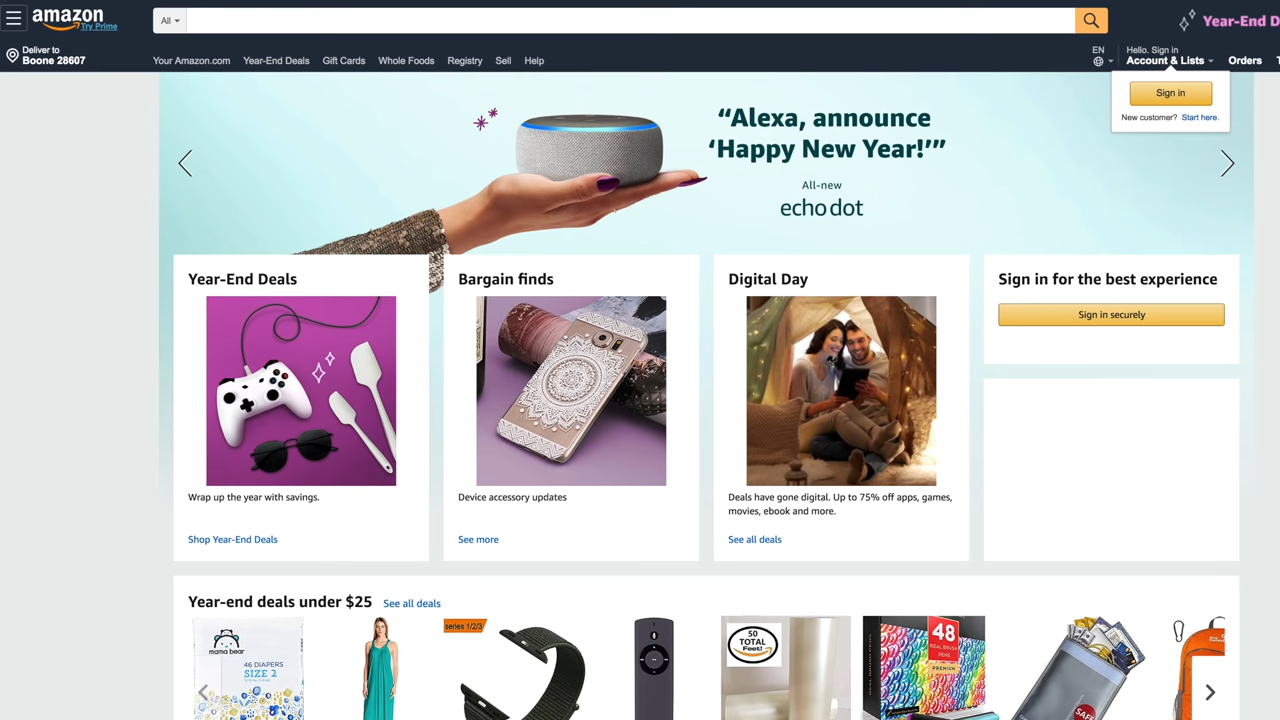 amazon
Try Prime
All
Year-End D
Deliver to
Boone 28607
Your Amazon.com
Year-End Deals
Gift Cards
Whole Foods
Registry
Sell
Help
EN
Hello. Sign in
Account & Lists
Orders
Sign in
New customer? Start here.
“Alexa, announce
‘Happy New Year!’”
All-new
echo dot
Year-End Deals
Bargain finds
Digital Day
Sign in for the best experience
Sign in securely
Wrap up the year with savings.
Device accessory updates
Deals have gone digital. Up to 75% off apps, games,
movies, ebook and more.
Shop Year-End Deals
See more
See all deals
Year-end deals under $25
See all deals
mama bear
46 DIAPERS
SIZE 2
series 1/2/3
50
TOTAL
Feet!
48
REAL BRUSH
PENS
PREMIUM
SAFE